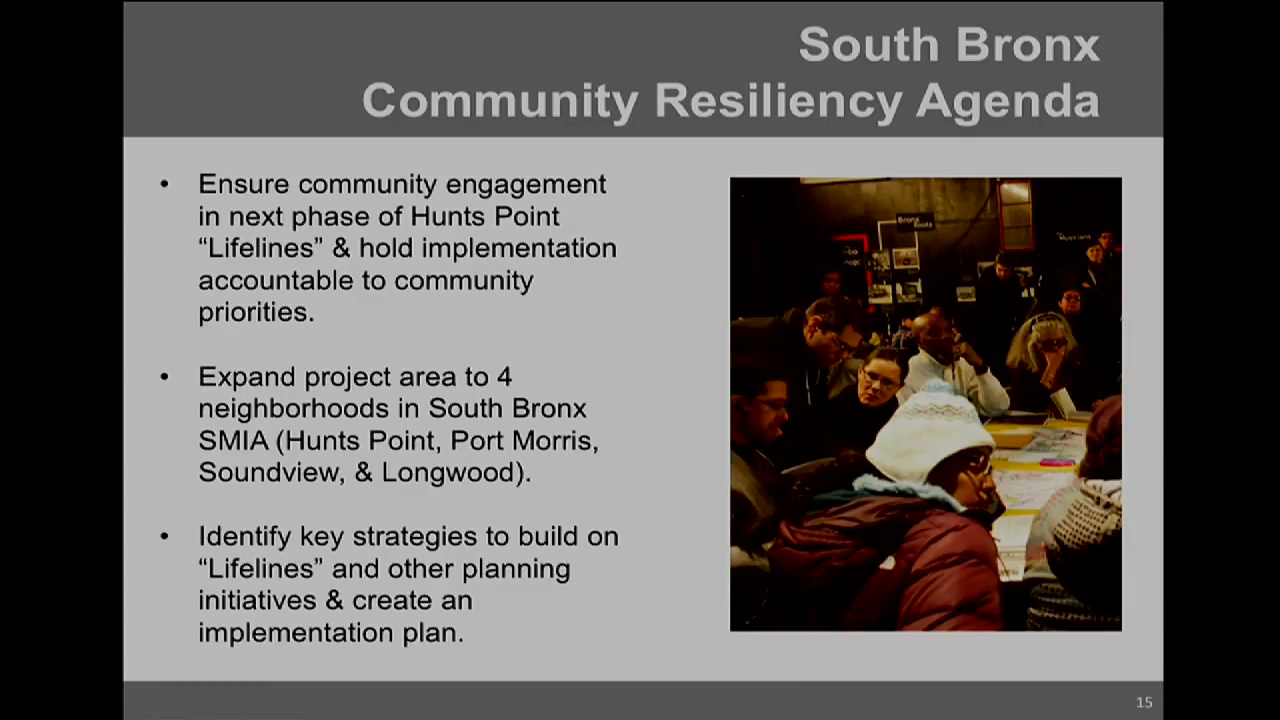 South Bronx
Community Resiliency Agenda
• Ensure community engagement
in next phase of Hunts Point
“Lifelines” & hold implementation
accountable to community
priorities.
• Expand project area to 4
neighborhoods in South Bronx
SMIA (Hunts Point, Port Morris,
Soundview, & Longwood).
• Identify key strategies to build on
“Lifelines” and other planning
initiatives & create an
implementation plan.
Bronx
Roots
15